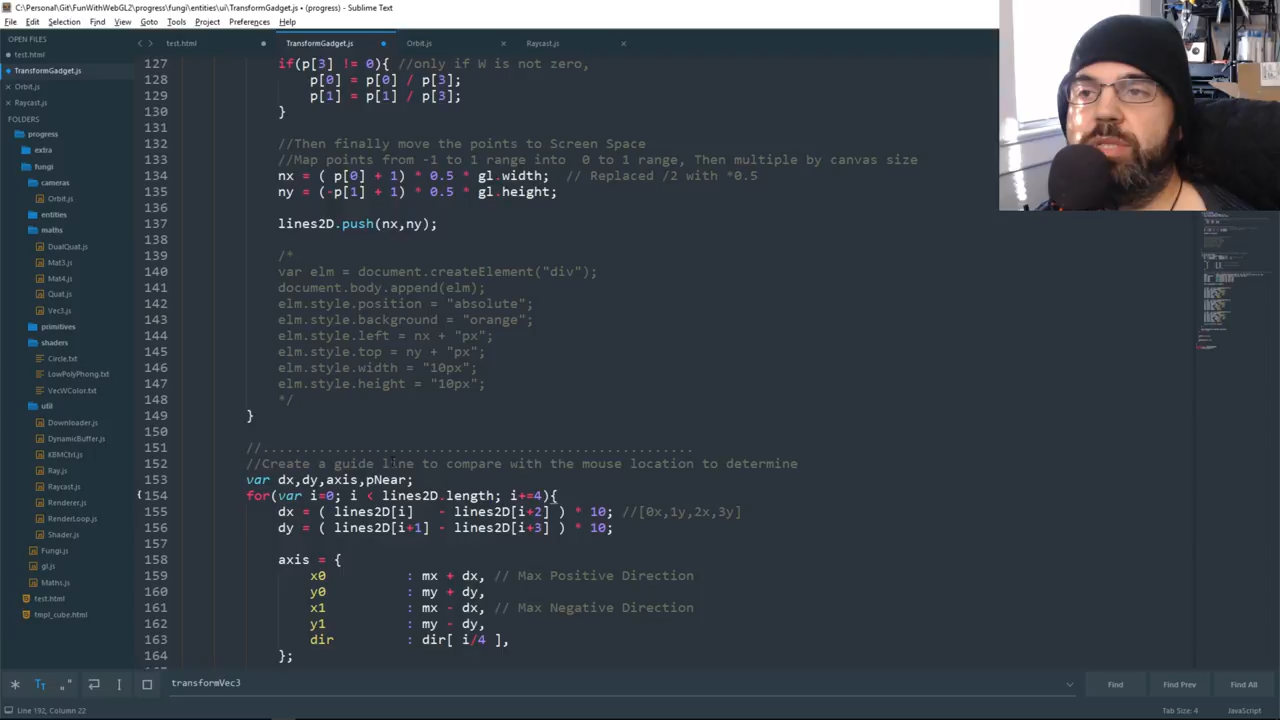 C:\Personal\Git\FunWithWebGL2\progress\fungi\entities\ui\TransformGadget.js • (progress) - Sublime Text
File Edit Selection Find View Goto Tools Project Preferences Help
OPEN FILES
test.html
TransformGadget.js
Orbit.js
Raycast.js
FOLDERS
progress
extra
fungi
cameras
Orbit.js
entities
maths
DualQuat.js
Mat3.js
Mat4.js
Quat.js
Vec3.js
primitives
shaders
Circle.txt
LowPolyPhong.txt
VecWColor.txt
util
Downloader.js
DynamicBuffer.js
KBMCtrl.js
Ray.js
Raycast.js
Renderer.js
RenderLoop.js
Shader.js
Fungi.js
gl.js
Maths.js
test.html
tmpl_cube.html
test.html TransformGadget.js Orbit.js Raycast.js
127 if(p[3] != 0){ //only if W is not zero,
128 p[0] = p[0] / p[3];
129 p[1] = p[1] / p[3];
130 }
131
132 //Then finally move the points to Screen Space
133 //Map points from -1 to 1 range into 0 to 1 range, Then multiple by canvas size
134 nx = ( p[0] + 1) * 0.5 * gl.width; // Replaced /2 with *0.5
135 ny = (-p[1] + 1) * 0.5 * gl.height;
136
137 lines2D.push(nx,ny);
138
139 /*
140 var elm = document.createElement("div");
141 document.body.append(elm);
142 elm.style.position = "absolute";
143 elm.style.background = "orange";
144 elm.style.left = nx + "px";
145 elm.style.top = ny + "px";
146 elm.style.width = "10px";
147 elm.style.height = "10px";
148 */
149 }
150
151 //......................................................
152 //Create a guide line to compare with the mouse location to determine
153 var dx,dy,axis,pNear;
154 for(var i=0; i < lines2D.length; i+=4){
155 dx = ( lines2D[i] - lines2D[i+2] ) * 10; //[0x,1y,2x,3y]
156 dy = ( lines2D[i+1] - lines2D[i+3] ) * 10;
157
158 axis = {
159 x0 : mx + dx, // Max Positive Direction
160 y0 : my + dy,
161 x1 : mx - dx, // Max Negative Direction
162 y1 : my - dy,
163 dir : dir[ i/4 ],
164 };
transformVec3
Find Find Prev Find All
Line 192, Column 22 Tab Size: 4 JavaScript